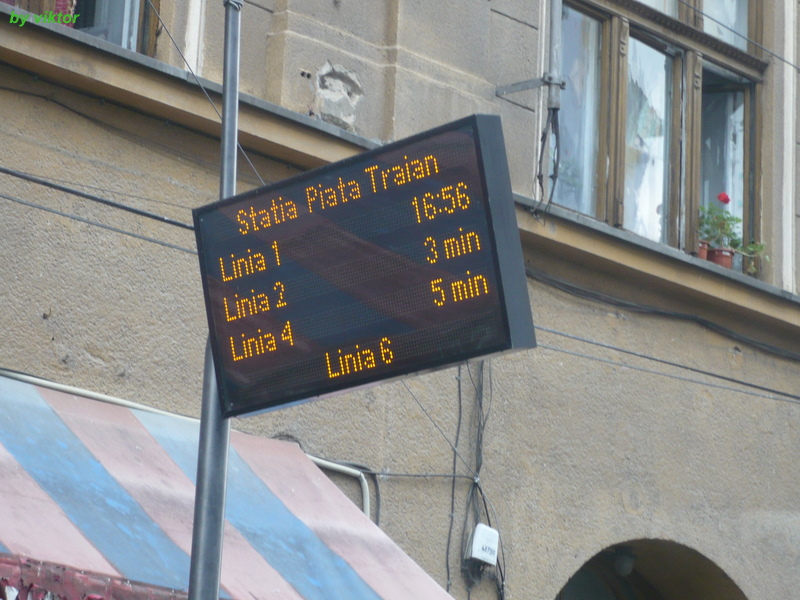 by viktor
Statia Piata Traian
Linia 1 16:56
Linia 2 3 min
Linia 4 5 min
Linia 6